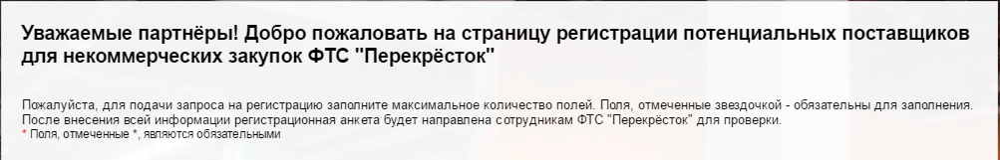 Уважаемые партнёры! Добро пожаловать на страницу регистрации потенциальных поставщиков
для некоммерческих закупок ФТС "Перекрёсток"
Пожалуйста, для подачи запроса на регистрацию заполните максимальное количество полей. Поля, отмеченные звездочкой - обязательны для заполнения.
После внесения всей информации регистрационная анкета будет направлена сотрудникам ФТС "Перекрёсток" для проверки.
* Поля, отмеченные *, являются обязательными